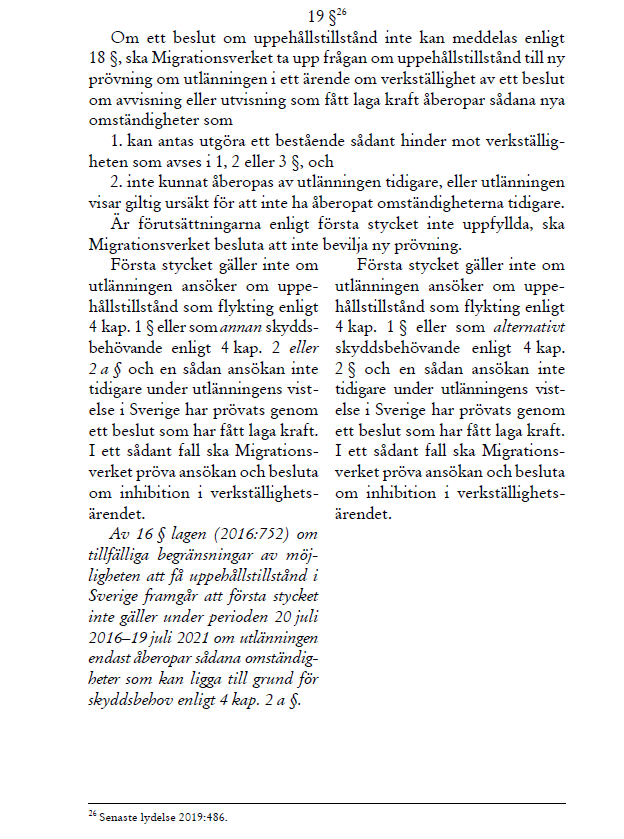 19 §26
Om ett beslut om uppehållstillstånd inte kan meddelas enligt
18 §, ska Migrationsverket ta upp frågan om uppehållstillstånd till ny
prövning om utlänningen i ett ärende om verkställighet av ett beslut
om avvisning eller utvisning som fått laga kraft åberopar sådana nya
omständigheter som
1. kan antas utgöra ett bestående sådant hinder mot verkställig-
heten som avses i 1, 2 eller 3 §, och
2. inte kunnat åberopas av utlänningen tidigare, eller utlänningen
visar giltig ursäkt för att inte ha åberopat omständigheterna tidigare.
Är förutsättningarna enligt första stycket inte uppfyllda, ska
Migrationsverket besluta att inte bevilja ny prövning.
Första stycket gäller inte om
utlänningen ansöker om uppe-
hållstillstånd som flykting enligt
4 kap. 1 § eller som annan skydds-
behövande enligt 4 kap. 2 eller
2 a § och en sådan ansökan inte
tidigare under utlänningens vist-
else i Sverige har prövats genom
ett beslut som har fått laga kraft.
I ett sådant fall ska Migrations-
verket pröva ansökan och besluta
om inhibition i verkställighets-
ärendet.
Av 16 § lagen (2016:752) om
tillfälliga begränsningar av möj-
ligheten att få uppehållstillstånd i
Sverige framgår att första stycket
inte gäller under perioden 20 juli
2016–19 juli 2021 om utlänningen
endast åberopar sådana omständig-
heter som kan ligga till grund för
skyddsbehov enligt 4 kap. 2 a §.
Första stycket gäller inte om
utlänningen ansöker om uppe-
hållstillstånd som flykting enligt
4 kap. 1 § eller som alternativt
skyddsbehövande enligt 4 kap.
2 § och en sådan ansökan inte
tidigare under utlänningens vist-
else i Sverige har prövats genom
ett beslut som har fått laga kraft.
I ett sådant fall ska Migrations-
verket pröva ansökan och besluta
om inhibition i verkställighets-
ärendet.
26 Senaste lydelse 2019:486.